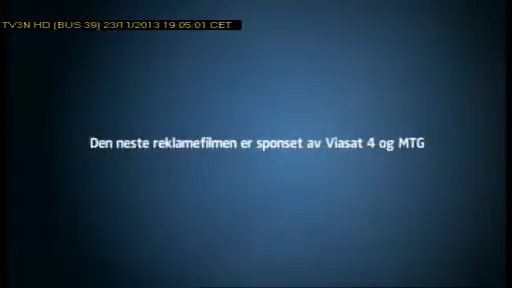 TV3N HD (BUS 39) 23/11/2013 19:05:01 CET
Den neste reklamefilmen er sponset av Viasat 4 og MTG